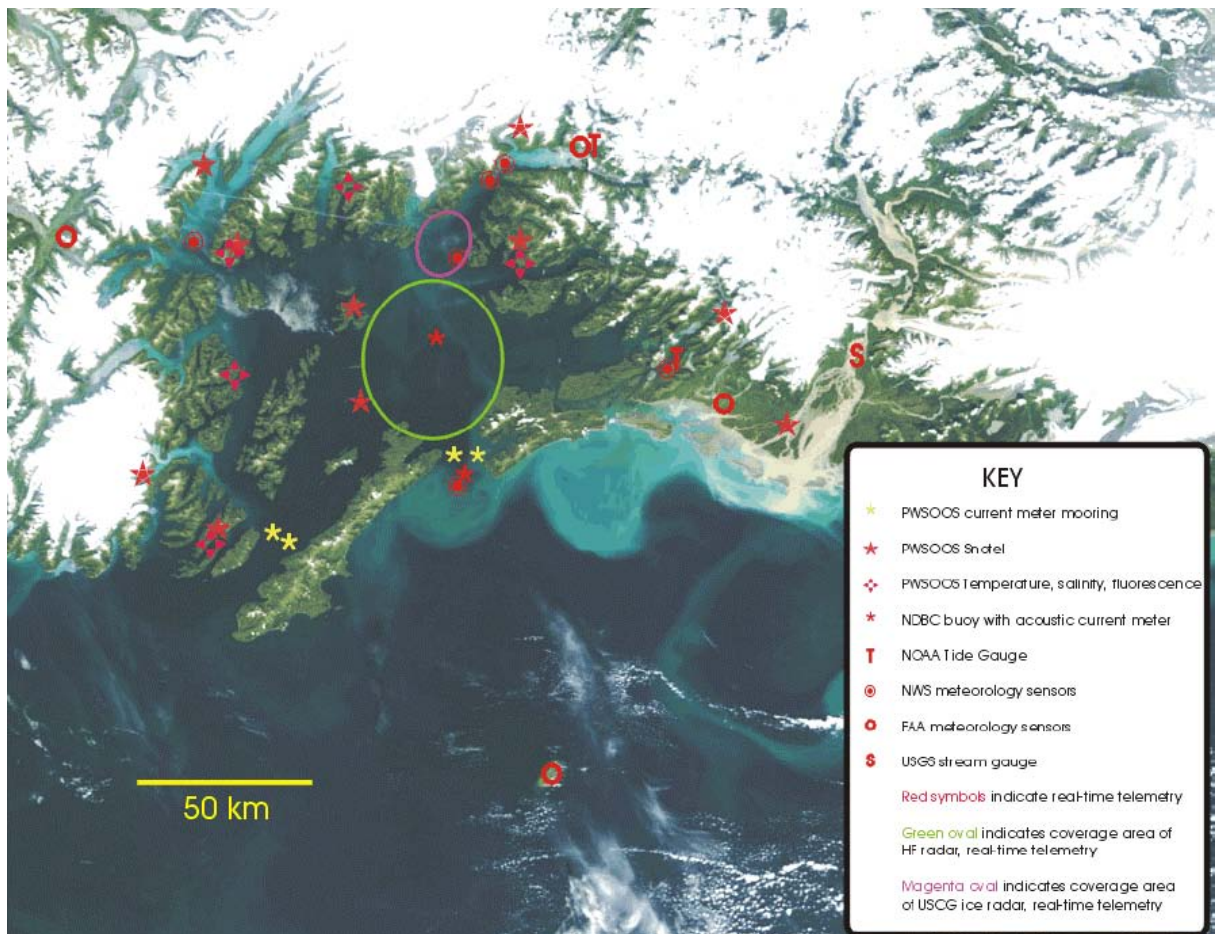 OT
O
T
S
O
50 km
O
KEY
PWSOOS current meter mooring
PWSOOS Snotel
PWSOOS Temperature, salinity, fluorescence
NDBC buoy with acoustic current meter
T NOAA Tide Gauge
NWS meteorology sensors
FAA meteorology sensors
S USGS stream gauge
Red symbols indicate real-time telemetry
Green oval indicates coverage area of
HF radar, real-time telemetry
Magenta oval indicates coverage area
of USCG ice radar, real-time telemetry